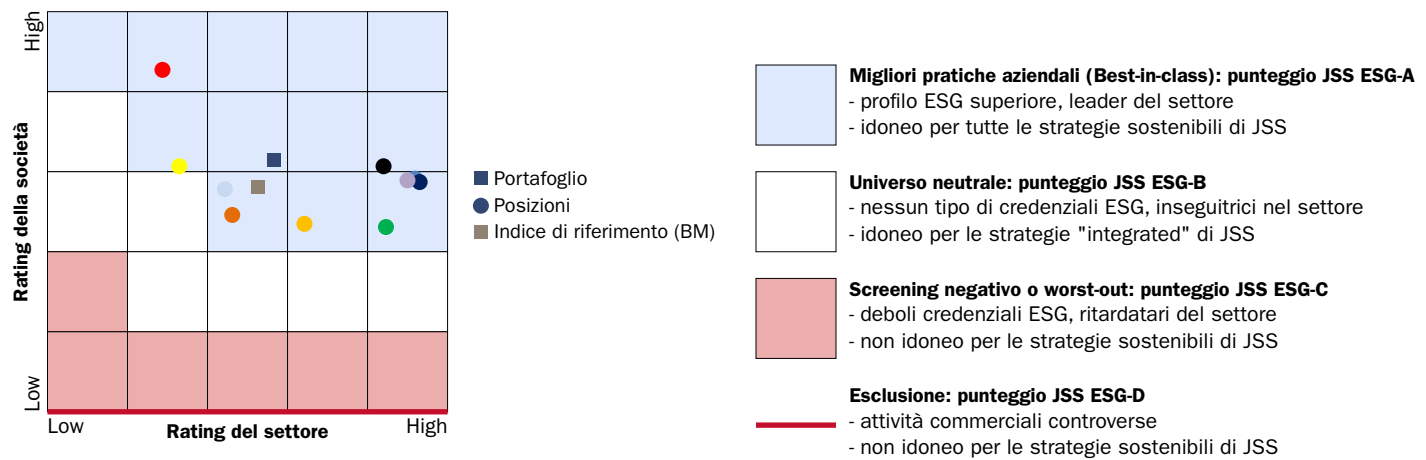 High
Rating della società
Low
Low
Rating del settore
High
Portafoglio
Posizioni
Indice di riferimento (BM)
Migliori pratiche aziendali (Best-in-class): punteggio JSS ESG-A
- profilo ESG superiore, leader del settore
- idoneo per tutte le strategie sostenibili di JSS
Universo neutrale: punteggio JSS ESG-B
- nessun tipo di credenziali ESG, inseguitrici nel settore
- idoneo per le strategie "integrated" di JSS
Screening negativo o worst-out: punteggio JSS ESG-C
- deboli credenziali ESG, ritardatari del settore
- non idoneo per le strategie sostenibili di JSS
Esclusione: punteggio JSS ESG-D
- attività commerciali controverse
- non idoneo per le strategie sostenibili di JSS